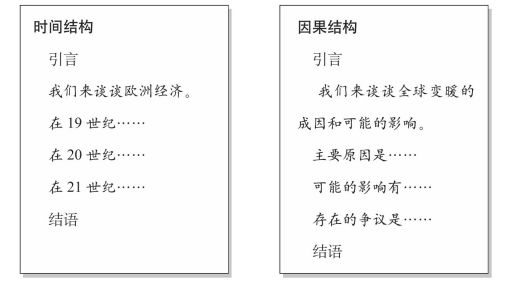 时间结构
引言
我们来谈谈欧洲经济。
在 19 世纪……
在 20 世纪……
在 21 世纪……
结语
因果结构
引言
我们来谈谈全球变暖的
成因和可能的影响。
主要原因是……
可能的影响有……
存在的争议是……
结语